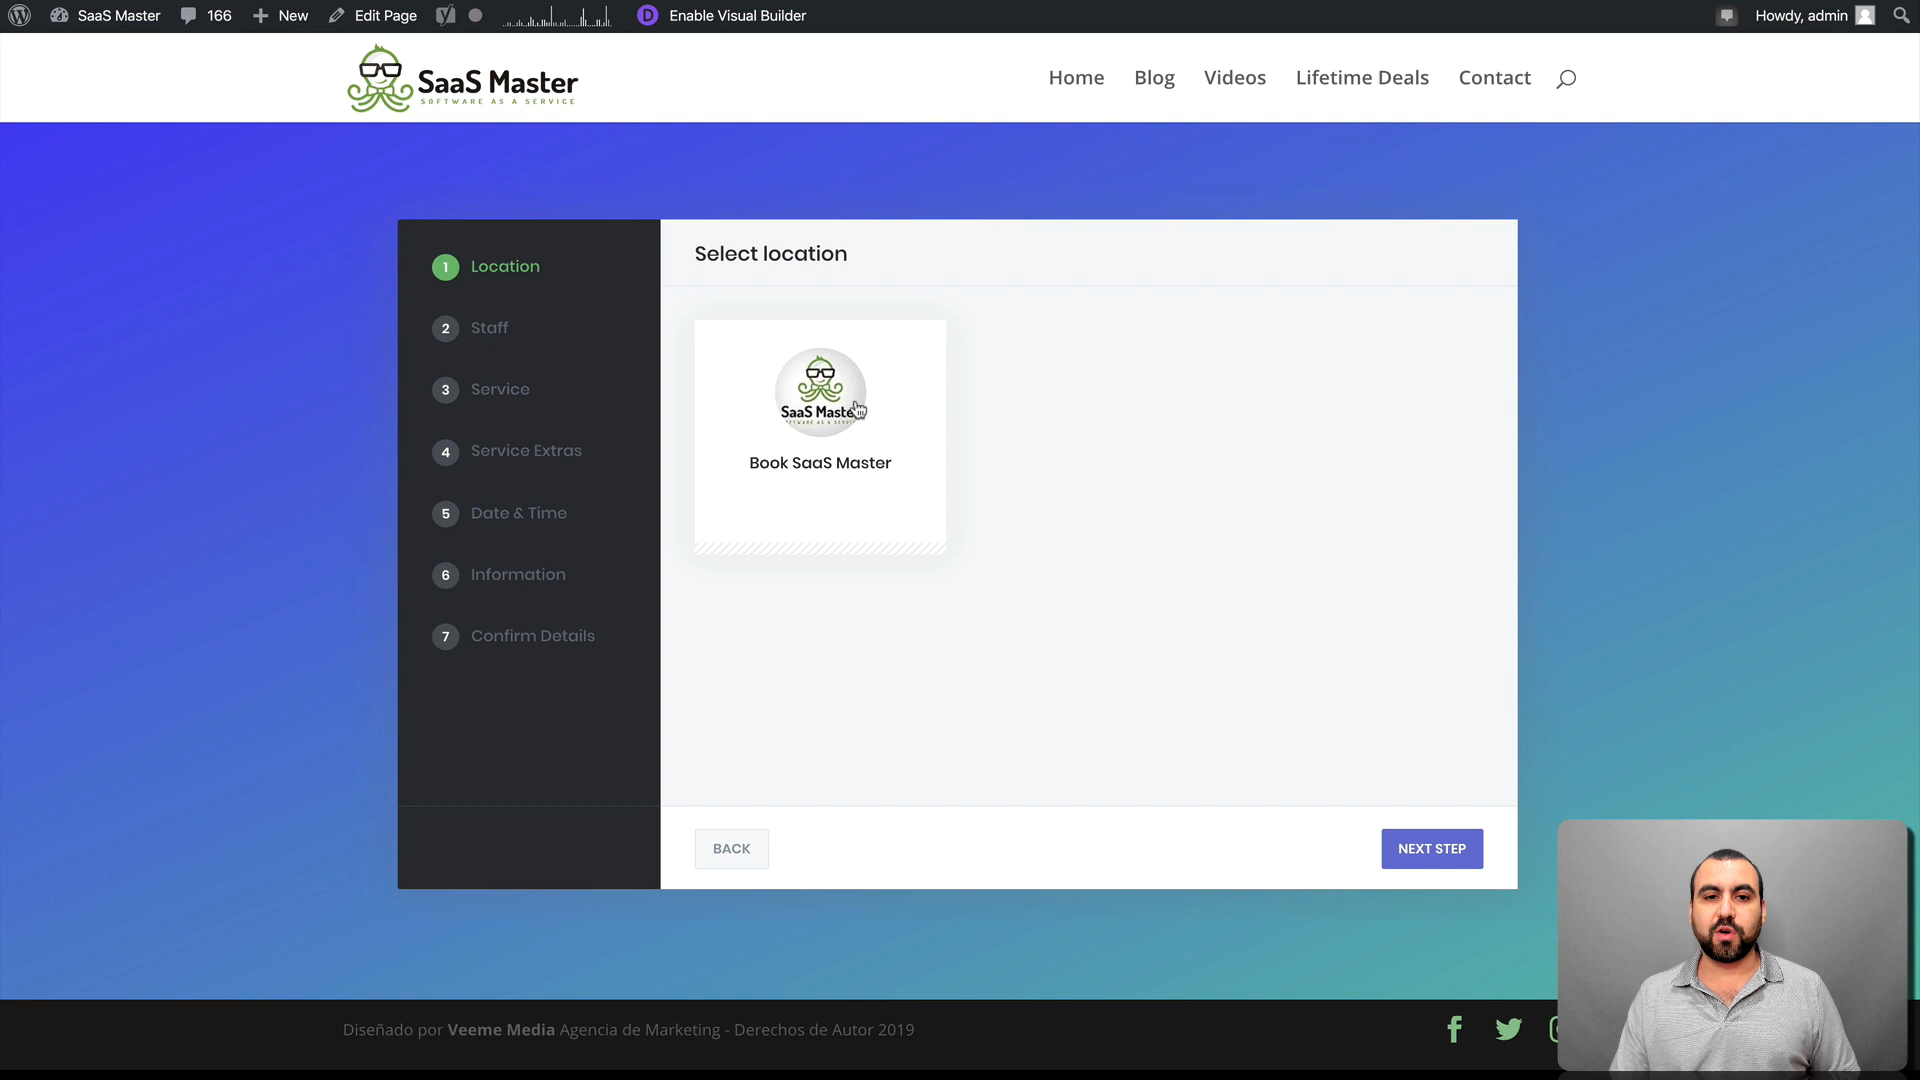 SaaS Master
166
New
Edit Page
D
Enable Visual Builder
Howdy, admin
SaaS Master
SOFTWARE AS A SERVICE
Home
Blog
Videos
Lifetime Deals
Contact
1 Location
2 Staff
3 Service
4 Service Extras
5 Date & Time
6 Information
7 Confirm Details
Select location
SaaS Maste
Book SaaS Master
BACK
NEXT STEP
Diseñado por Veeme Media Agencia de Marketing - Derechos de Autor 2019